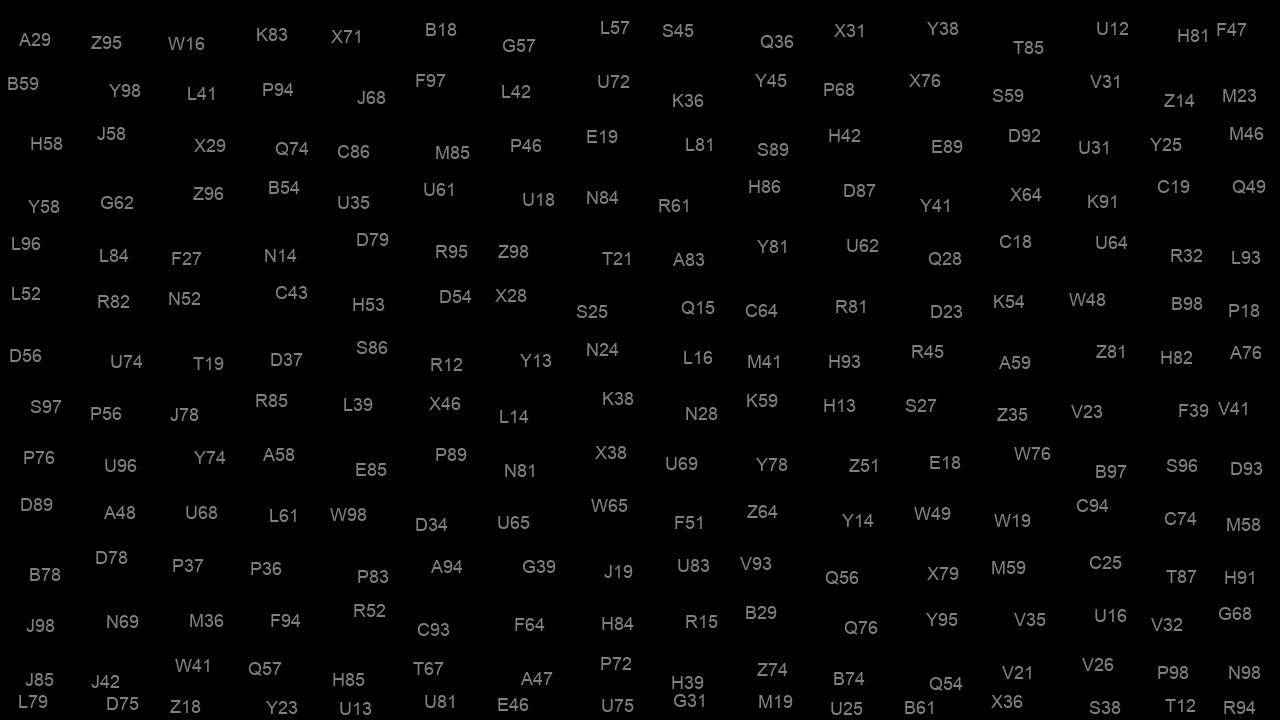 A29 Z95 W16 K83 X71 B18 G57 L57 S45 Q36 X31 Y38 T85 U12 H81 F47
B59 Y98 L41 P94 J68 F97 L42 U72 K36 Y45 P68 X76 S59 V31 Z14 M23
H58 J58 X29 Q74 C86 M85 P46 E19 L81 S89 H42 E89 D92 U31 Y25 M46
Y58 G62 Z96 B54 U35 U61 U18 N84 R61 H86 D87 Y41 X64 K91 C19 Q49
L96 L84 F27 N14 D79 R95 Z98 T21 A83 Y81 U62 Q28 C18 U64 R32 L93
L52 R82 N52 C43 H53 D54 X28 S25 Q15 C64 R81 D23 K54 W48 B98 P18
D56 U74 T19 D37 S86 R12 Y13 N24 L16 M41 H93 R45 A59 Z81 H82 A76
S97 P56 J78 R85 L39 X46 L14 K38 N28 K59 H13 S27 Z35 V23 F39 V41
P76 U96 Y74 A58 E85 P89 N81 X38 U69 Y78 Z51 E18 W76 B97 S96 D93
D89 A48 U68 L61 W98 D34 U65 W65 F51 Z64 Y14 W49 W19 C94 C74 M58
B78 D78 P37 P36 P83 A94 G39 J19 U83 V93 Q56 X79 M59 C25 T87 H91
J98 N69 M36 F94 R52 C93 F64 H84 R15 B29 Q76 Y95 V35 U16 V32 G68
J85 J42 W41 Q57 H85 T67 A47 P72 H39 Z74 B74 Q54 V21 V26 P98 N98
L79 D75 Z18 Y23 U13 U81 E46 U75 G31 M19 U25 B61 X36 S38 T12 R94